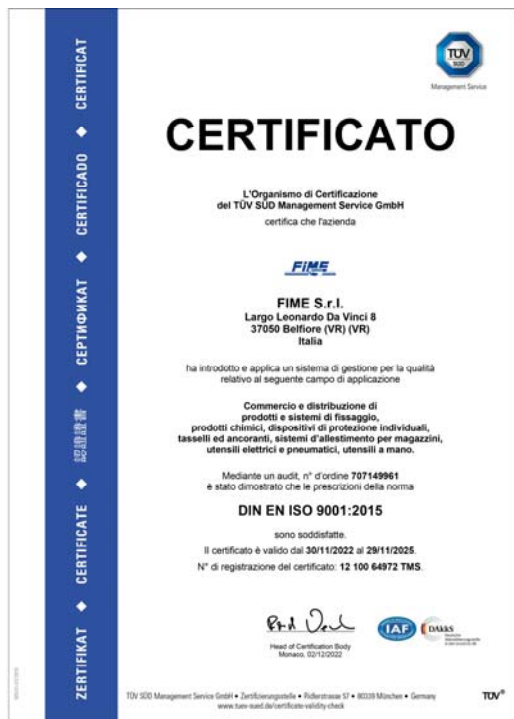 TÜV
SÜD
Management Service
CERTIFICATO
L'Organismo di Certificazione
del TÜV SÜD Management Service GmbH
certifica che l'azienda
FIME
FIME S.r.l.
Largo Leonardo Da Vinci 8
37050 Belfiore (VR) (VR)
Italia
ha introdotto e applica un sistema di gestione per la qualità
relativo al seguente campo di applicazione
Commercio e distribuzione di
prodotti e sistemi di fissaggio,
prodotti chimici, dispositivi di protezione individuali,
tasselli ed ancoranti, sistemi d'allestimento per magazzini,
utensili elettrici e pneumatici, utensili a mano.
Mediante un audit, n° d'ordine 707149961
è stato dimostrato che le prescrizioni della norma
DIN EN ISO 9001:2015
sono soddisfatte.
Il certificato è valido dal 30/11/2022 al 29/11/2025.
N° di registrazione del certificato: 12 100 64972 TMS.
Head of Certification Body
Monaco, 02/12/2022
IAF
DAkkS
TÜV SÜD Management Service GmbH • Zertifizierungsstelle • Ridlerstrasse 57 • 80339 München • Germany
www.tuev-sued.de/certificate-validity-check
TÜV®
ZERTIFIKAT ◆ CERTIFICATE ◆ 認證證書 ◆ СЕРТИФИКАТ ◆ CERTIFICADO ◆ CERTIFICAT